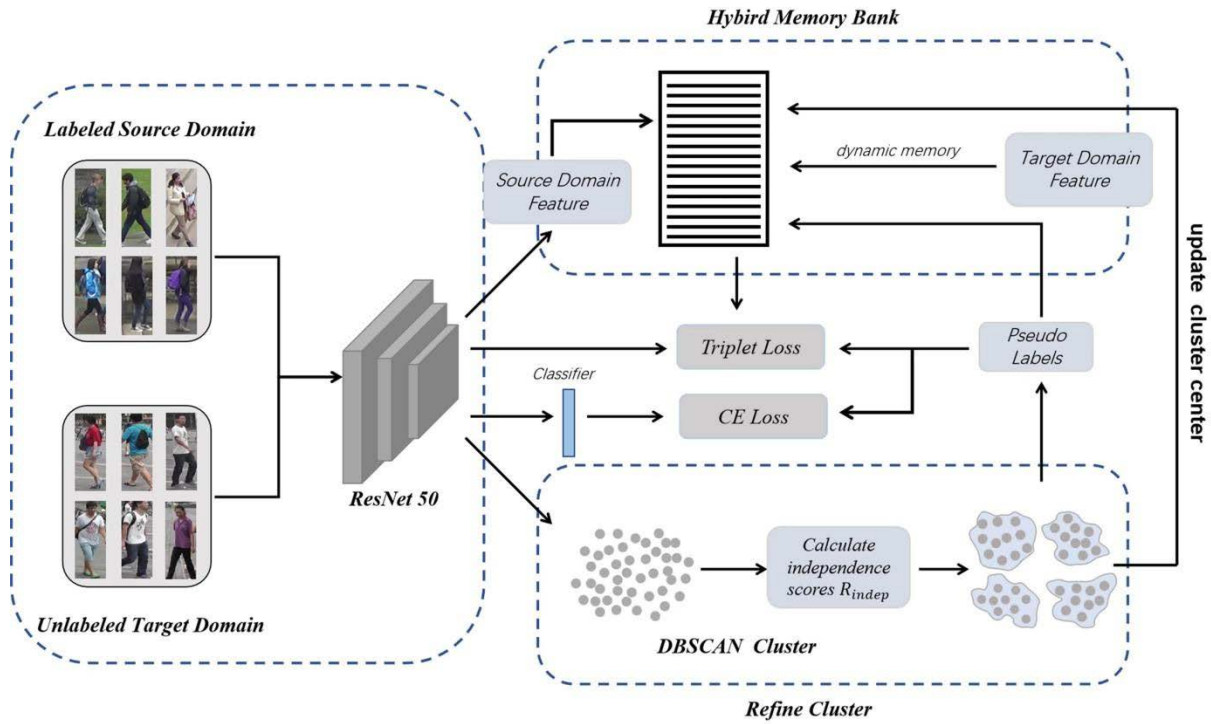 Hybird Memory Bank
Labeled Source Domain
Source Domain
Feature
dynamic memory
Target Domain
Feature
update cluster center
Triplet Loss
Pseudo
Labels
Classifier
CE Loss
ResNet 50
Unlabeled Target Domain
Calculate
independence
scores R_indep
DBSCAN Cluster
Refine Cluster